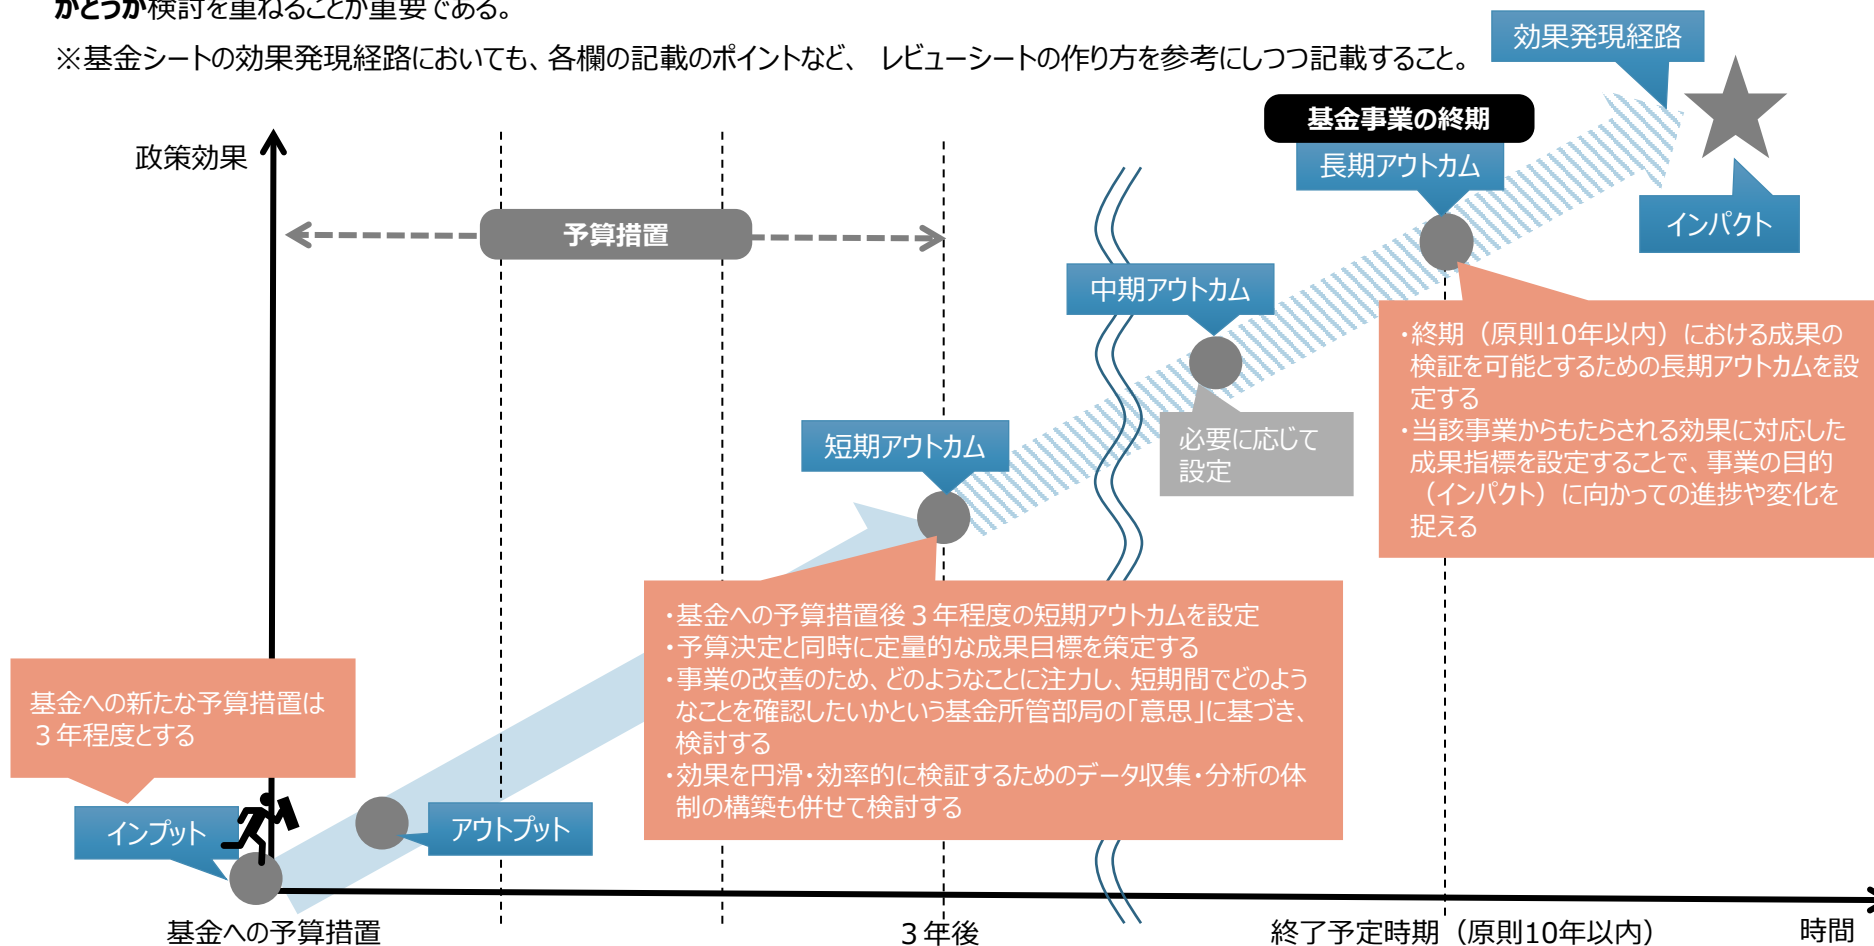 かどうか検討を重ねることが重要である。
※基金シートの効果発現経路においても、各欄の記載のポイントなど、 レビューシートの作り方を参考にしつつ記載すること。
効果発現経路
基金事業の終期
長期アウトカム
政策効果
インパクト
予算措置
中期アウトカム
・終期（原則10年以内）における成果の
検証を可能とするための長期アウトカムを設
定する
・当該事業からもたらされる効果に対応した
成果指標を設定することで、事業の目的
（インパクト）に向かっての進捗や変化を
捉える
必要に応じて
設定
短期アウトカム
・基金への予算措置後３年程度の短期アウトカムを設定
・予算決定と同時に定量的な成果目標を策定する
・事業の改善のため、どのようなことに注力し、短期間でどのよう
なことを確認したいかという基金所管部局の「意思」に基づき、
検討する
・効果を円滑・効率的に検証するためのデータ収集・分析の体
制の構築も併せて検討する
基金への新たな予算措置は
３年程度とする
インプット
アウトプット
基金への予算措置
３年後
終了予定時期（原則10年以内）
時間